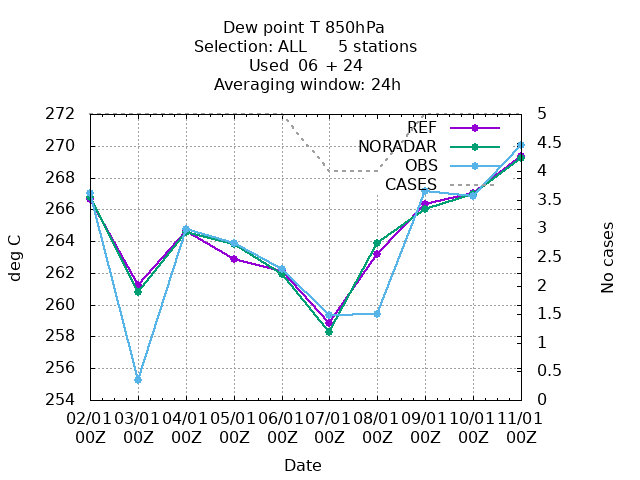 Dew point T 850hPa
Selection: ALL 5 stations
Used 06 + 24
Averaging window: 24h
272
270
268
266
264
262
260
258
256
254
deg C
5
4.5
4
3.5
3
2.5
2
1.5
1
0.5
0
No cases
REF
NORADAR
OBS
CASES
02/01 03/01 04/01 05/01 06/01 07/01 08/01 09/01 10/01 11/01
00Z 00Z 00Z 00Z 00Z 00Z 00Z 00Z 00Z 00Z
Date